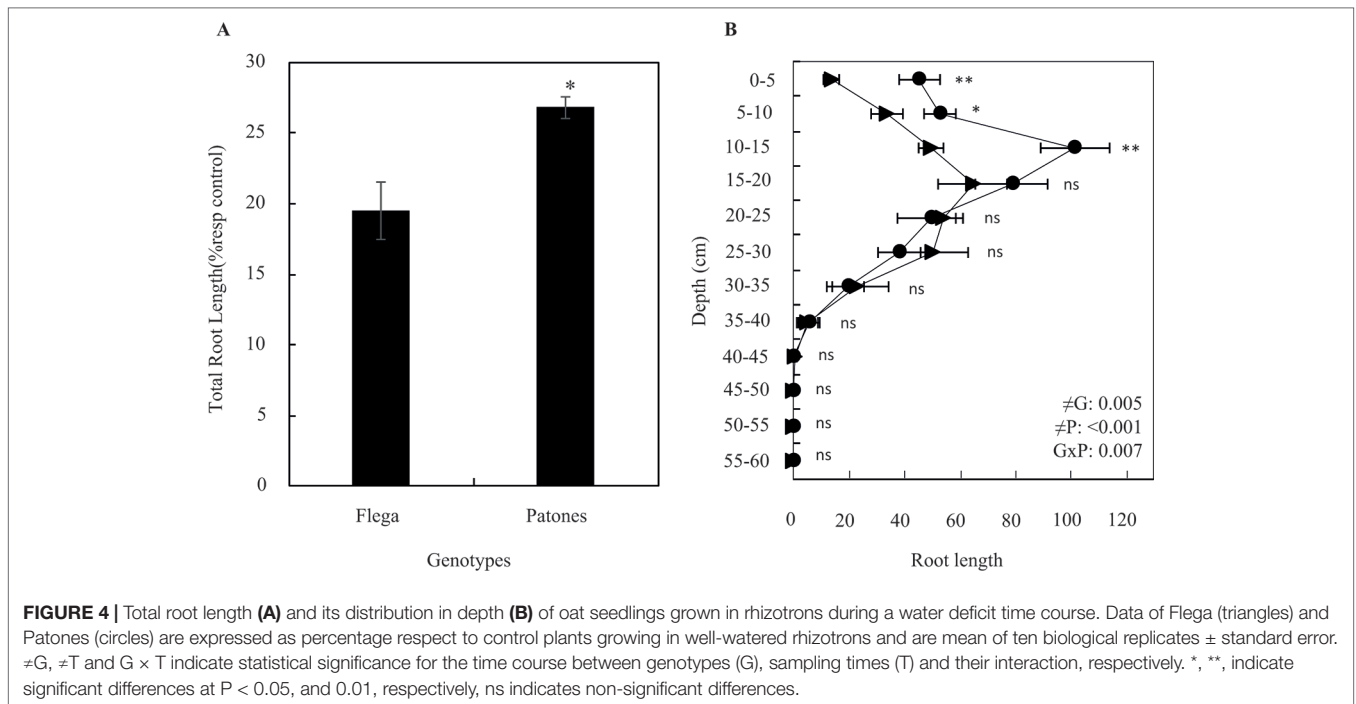 A
Total Root Length(%resp control)
30
25
20
15
10
5
0
*
Flega
Patones
Genotypes
B
Depth (cm)
0-5
**
5-10
*
10-15
**
15-20
ns
20-25
ns
25-30
ns
30-35
ns
35-40
ns
40-45
ns
45-50
ns
50-55
ns
55-60
ns
≠G: 0.005
≠P: <0.001
GxP: 0.007
0 20 40 60 80 100 120
Root length
FIGURE 4 | Total root length (A) and its distribution in depth (B) of oat seedlings grown in rhizotrons during a water deficit time course. Data of Flega (triangles) and
Patones (circles) are expressed as percentage respect to control plants growing in well-watered rhizotrons and are mean of ten biological replicates ± standard error.
≠G, ≠T and G × T indicate statistical significance for the time course between genotypes (G), sampling times (T) and their interaction, respectively. *, **, indicate
significant differences at P < 0.05, and 0.01, respectively, ns indicates non-significant differences.